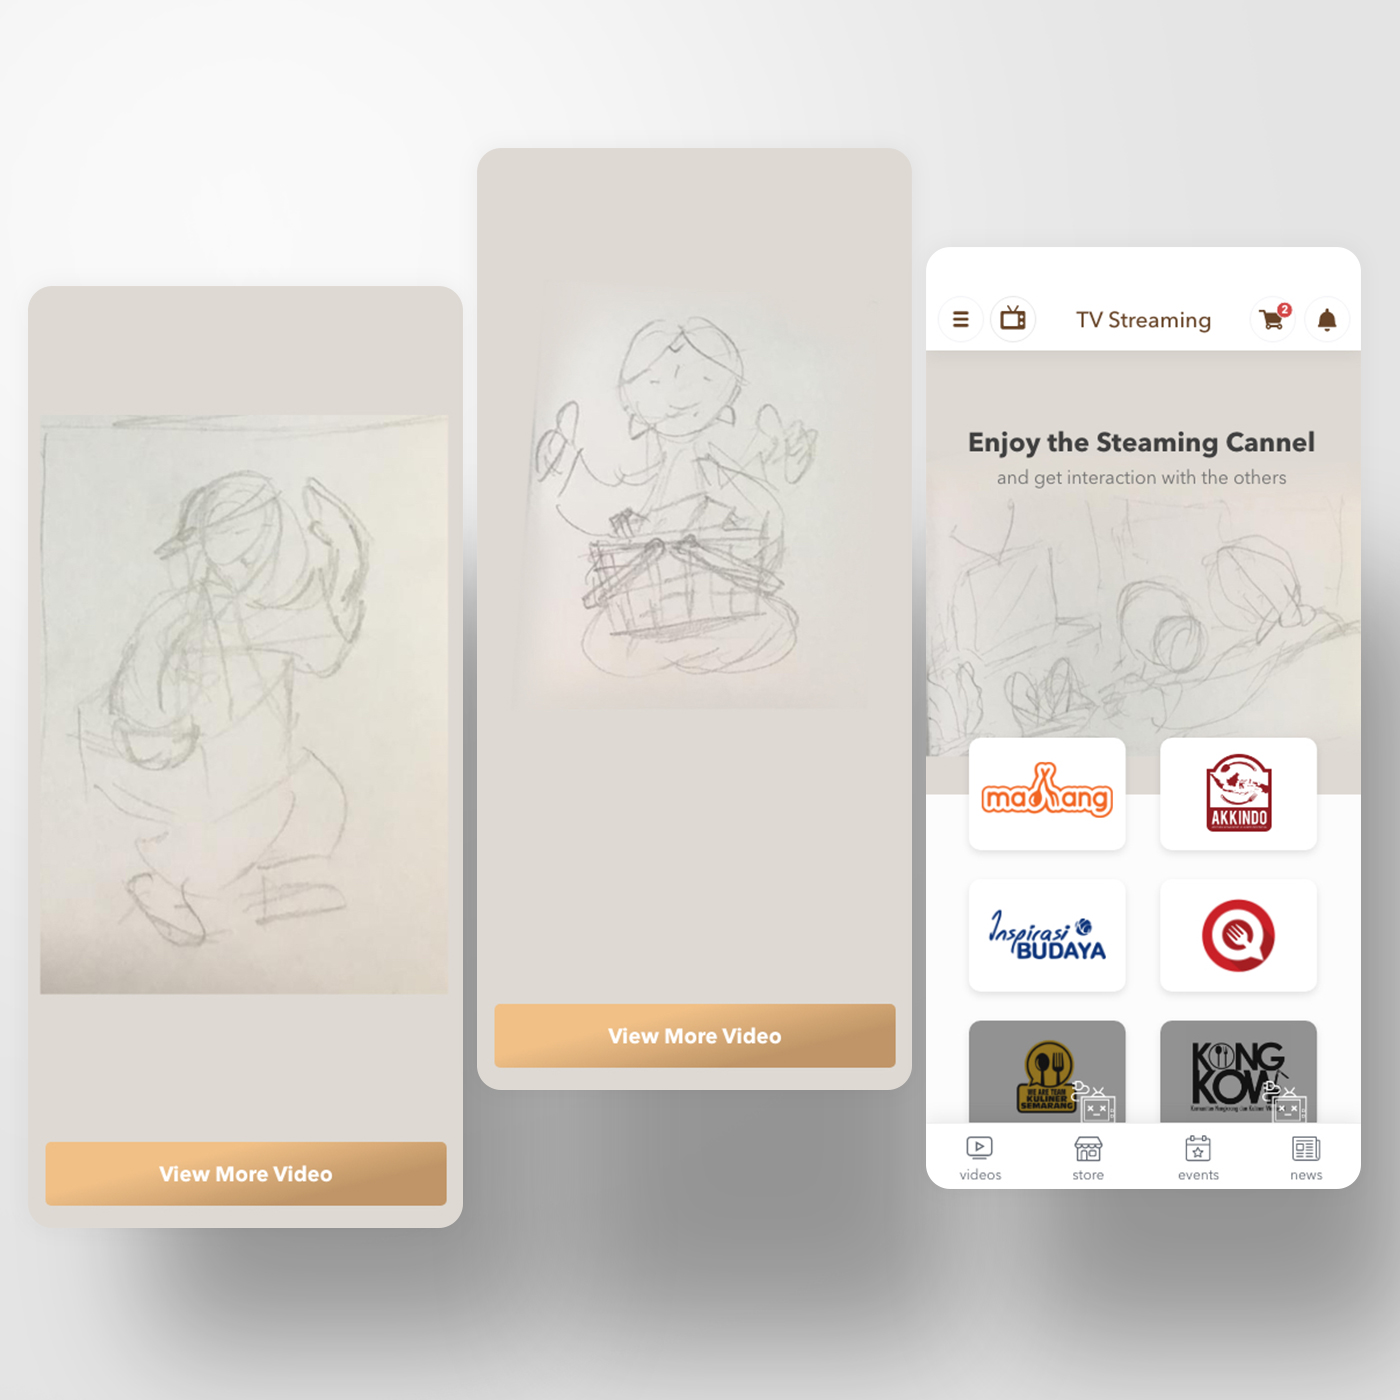 View More Video
View More Video
TV Streaming
2
Enjoy the Steaming Cannel
and get interaction with the others
madhang
AKKINDO
Inspirasi
BUDAYA
WE ARE TEAM
KULINER
SEMARANG
KONG
KOW
videos
store
events
news